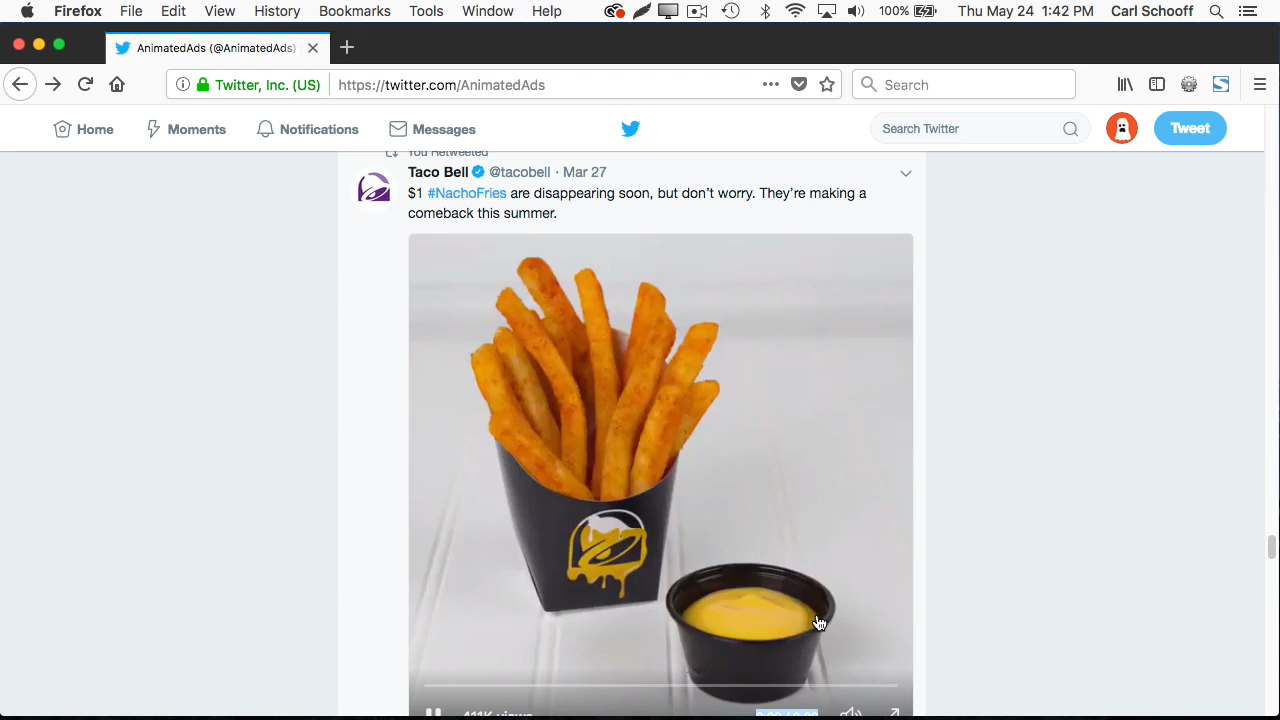 Firefox File Edit View History Bookmarks Tools Window Help 100% Thu May 24 1:42 PM Carl Schooff
AnimatedAds (@AnimatedAds)
Twitter, Inc. (US) https://twitter.com/AnimatedAds Search
Home Moments Notifications Messages Search Twitter Tweet
You Retweeted
Taco Bell @tacobell · Mar 27
$1 #NachoFries are disappearing soon, but don’t worry. They’re making a
comeback this summer.
411K views